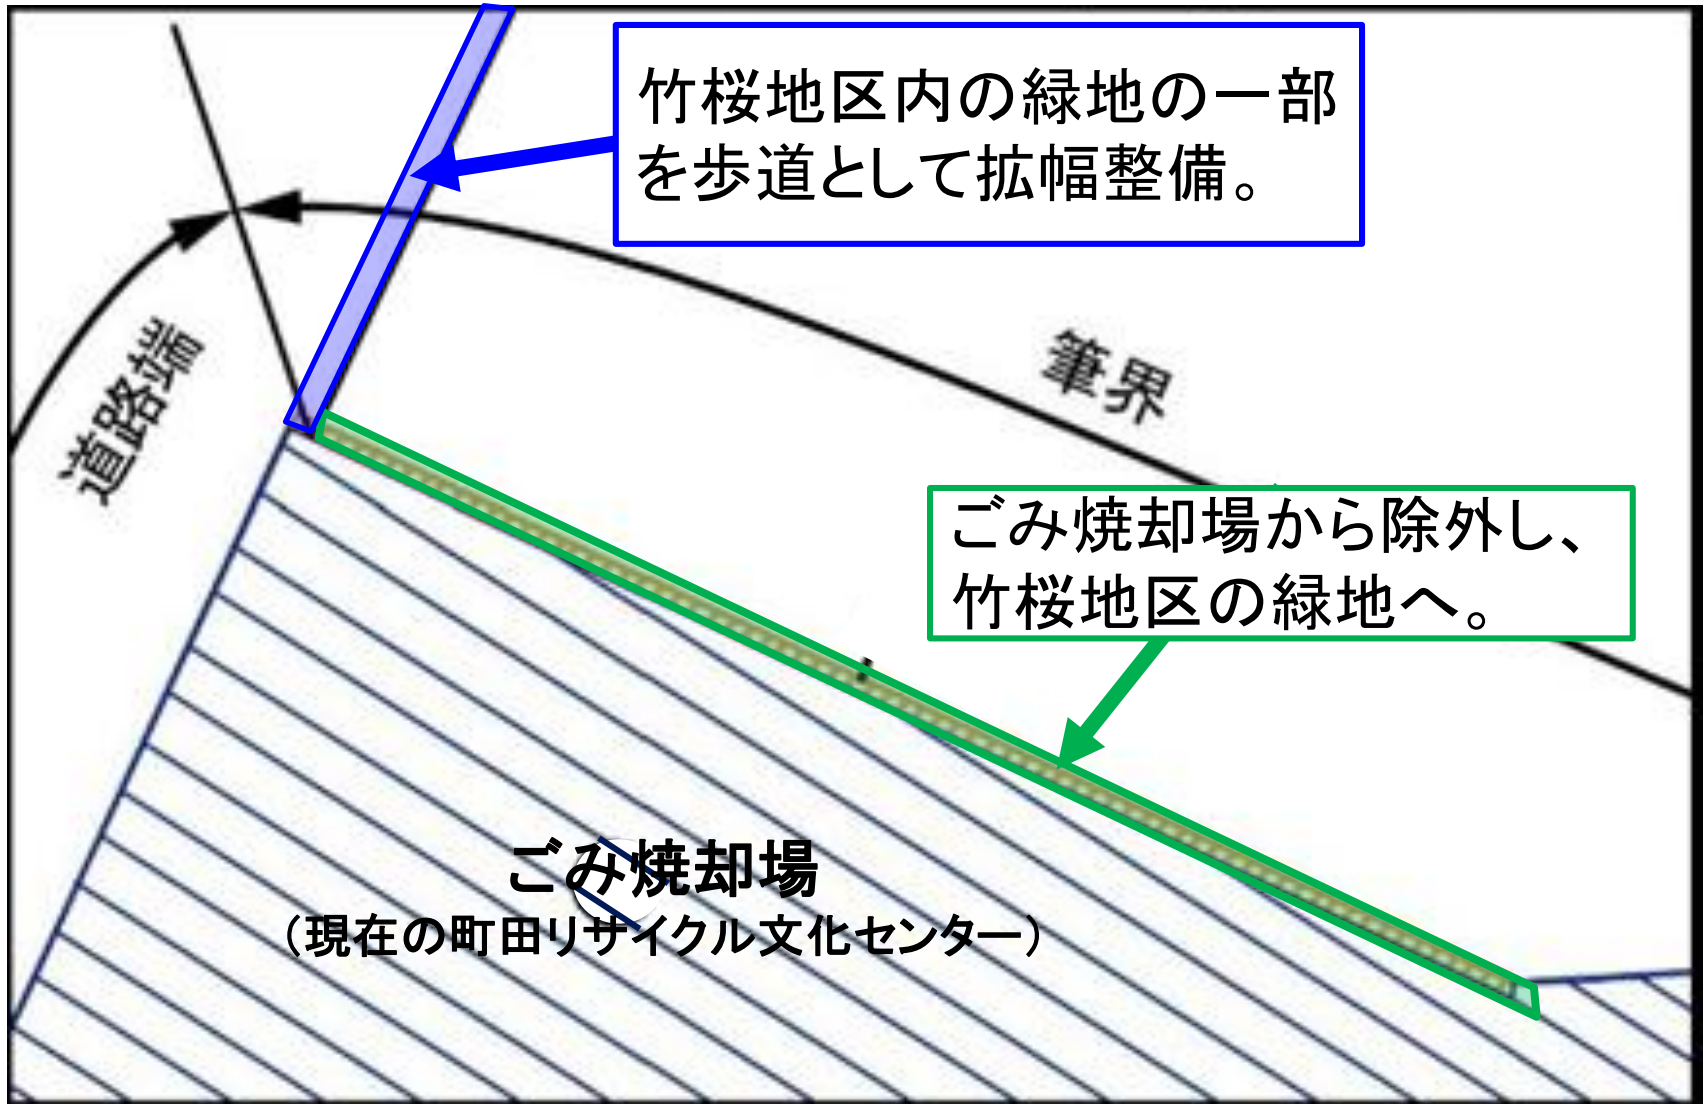 竹桜地区内の緑地の一部
を歩道として拡幅整備。
道路端
筆界
ごみ焼却場から除外し、
竹桜地区の緑地へ。
ごみ焼却場
（現在の町田リサイクル文化センター）